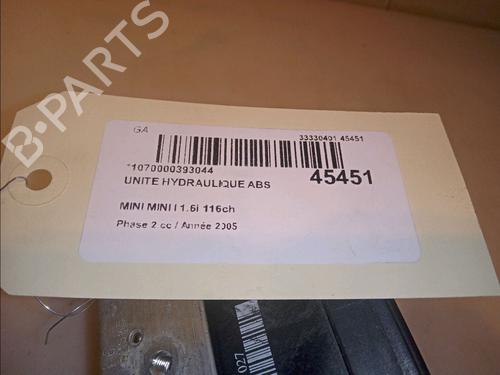 B-PARTS
GA
33330401 45451
*1070000393044
45451
UNITE HYDRAULIQUE ABS
MINI MINI I 1.6i 116ch
Phase 2 cc / Année 2005
027